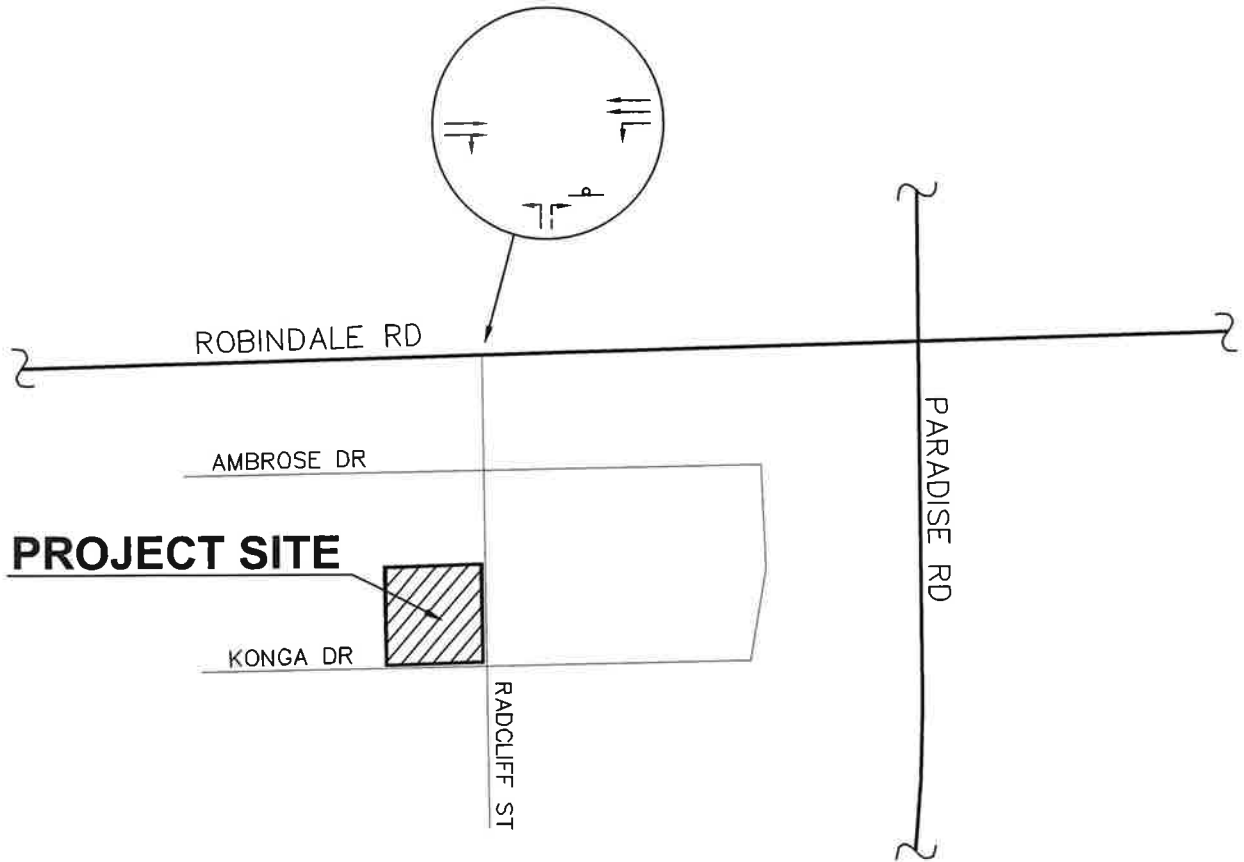 ROBINDALE RD
PARADISE RD
AMBROSE DR
PROJECT SITE
KONGA DR
RADCLIFF ST